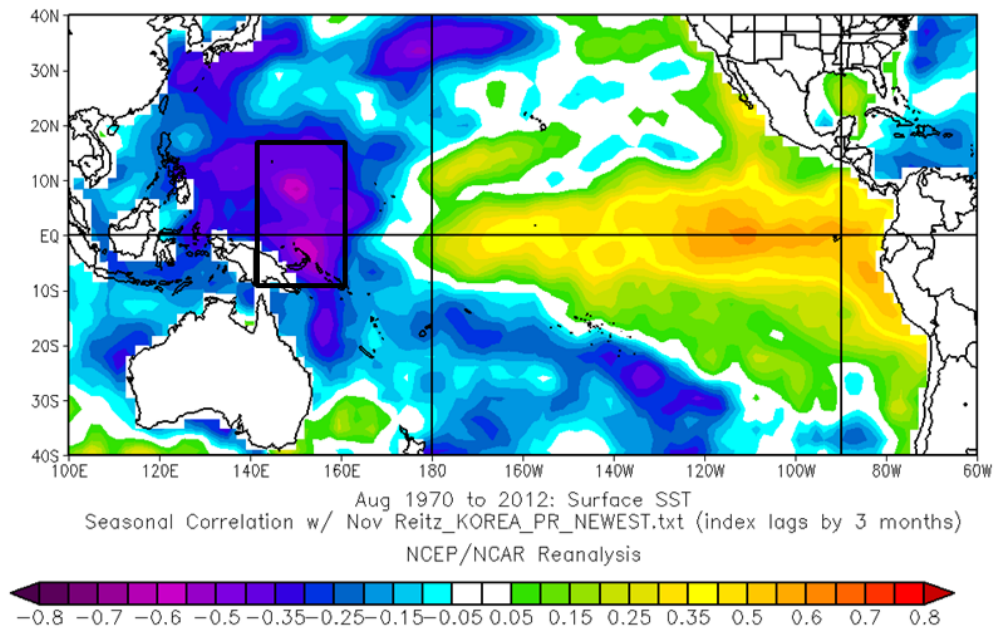 40N
30N
20N
10N
EQ
10S
20S
30S
40S
100E 120E 140E 160E 180 160W 140W 120W 100W 80W 60W
Aug 1970 to 2012: Surface SST
Seasonal Correlation w/ Nov Reitz_KOREA_PR_NEWEST.txt (index lags by 3 months)
NCEP/NCAR Reanalysis
-0.8 -0.7 -0.6 -0.5 -0.35 -0.25 -0.15 -0.05 0.05 0.15 0.25 0.35 0.5 0.6 0.7 0.8